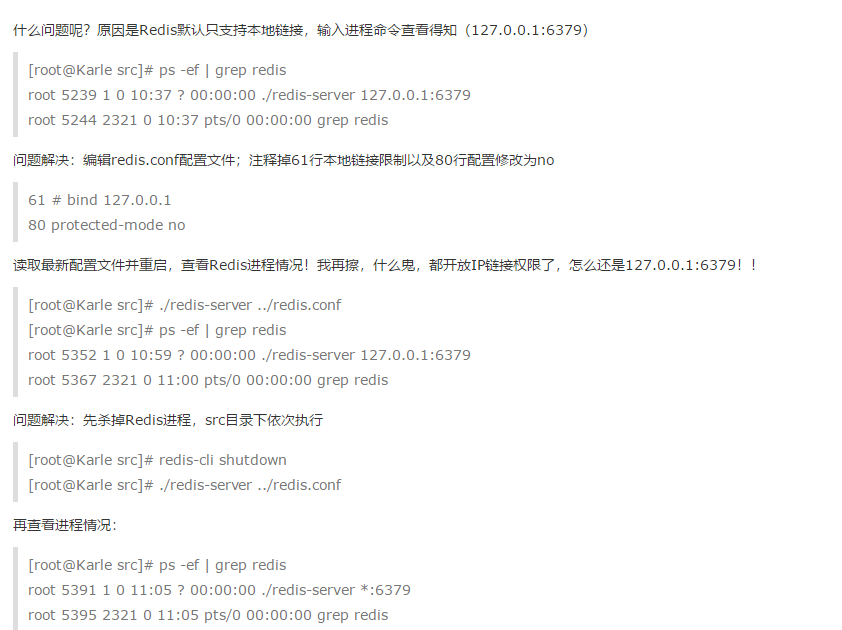 什么问题呢？原因是Redis默认只支持本地链接，输入进程命令查看得知（127.0.0.1:6379）
[root@Karle src]# ps -ef | grep redis
root 5239 1 0 10:37 ? 00:00:00 ./redis-server 127.0.0.1:6379
root 5244 2321 0 10:37 pts/0 00:00:00 grep redis
问题解决：编辑redis.conf配置文件；注释掉61行本地链接限制以及80行配置修改为no
61 # bind 127.0.0.1
80 protected-mode no
读取最新配置文件并重启，查看Redis进程情况！我再擦，什么鬼，都开放IP链接权限了，怎么还是127.0.0.1:6379！！
[root@Karle src]# ./redis-server ../redis.conf
[root@Karle src]# ps -ef | grep redis
root 5352 1 0 10:59 ? 00:00:00 ./redis-server 127.0.0.1:6379
root 5367 2321 0 11:00 pts/0 00:00:00 grep redis
问题解决：先杀掉Redis进程，src目录下依次执行
[root@Karle src]# redis-cli shutdown
[root@Karle src]# ./redis-server ../redis.conf
再查看进程情况：
[root@Karle src]# ps -ef | grep redis
root 5391 1 0 11:05 ? 00:00:00 ./redis-server *:6379
root 5395 2321 0 11:05 pts/0 00:00:00 grep redis